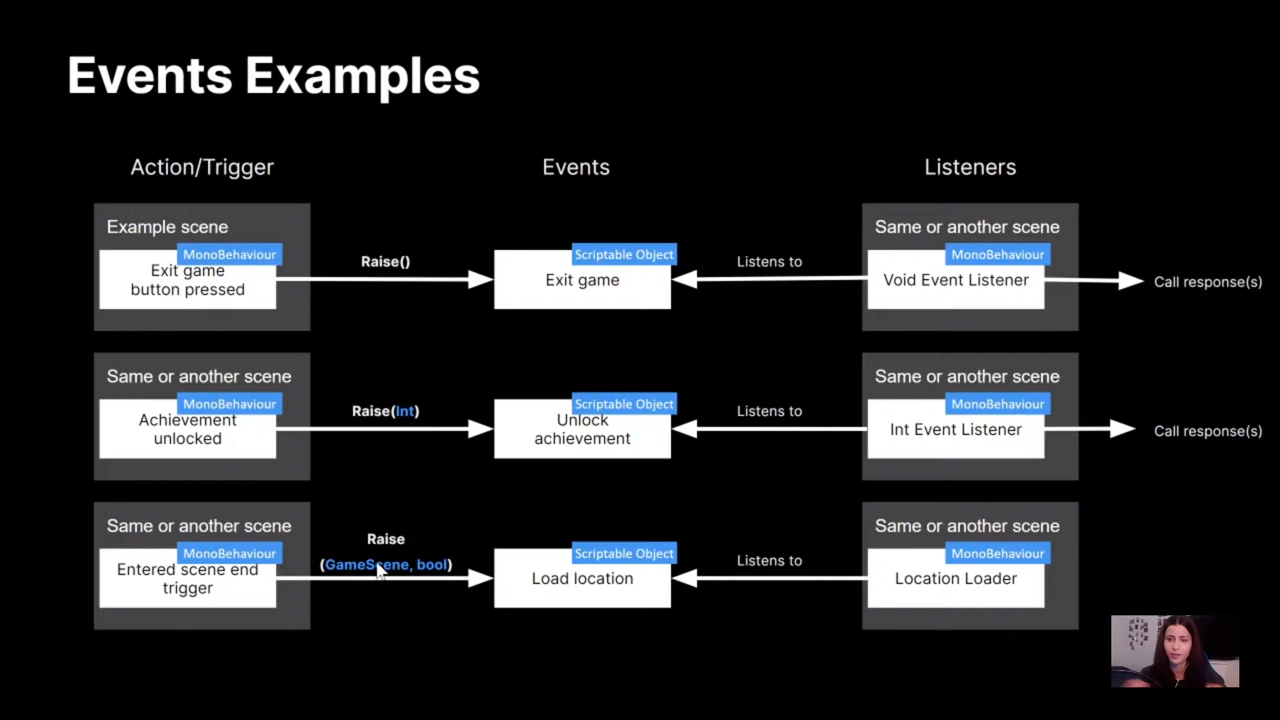 Events Examples
Action/Trigger
Events
Listeners
Example scene
MonoBehaviour
Exit game
button pressed
Raise()
Scriptable Object
Exit game
Listens to
Same or another scene
MonoBehaviour
Void Event Listener
Call response(s)
Same or another scene
MonoBehaviour
Achievement
unlocked
Raise(Int)
Scriptable Object
Unlock
achievement
Listens to
Same or another scene
MonoBehaviour
Int Event Listener
Call response(s)
Same or another scene
MonoBehaviour
Entered scene end
trigger
Raise
(GameScene, bool)
Scriptable Object
Load location
Listens to
Same or another scene
MonoBehaviour
Location Loader